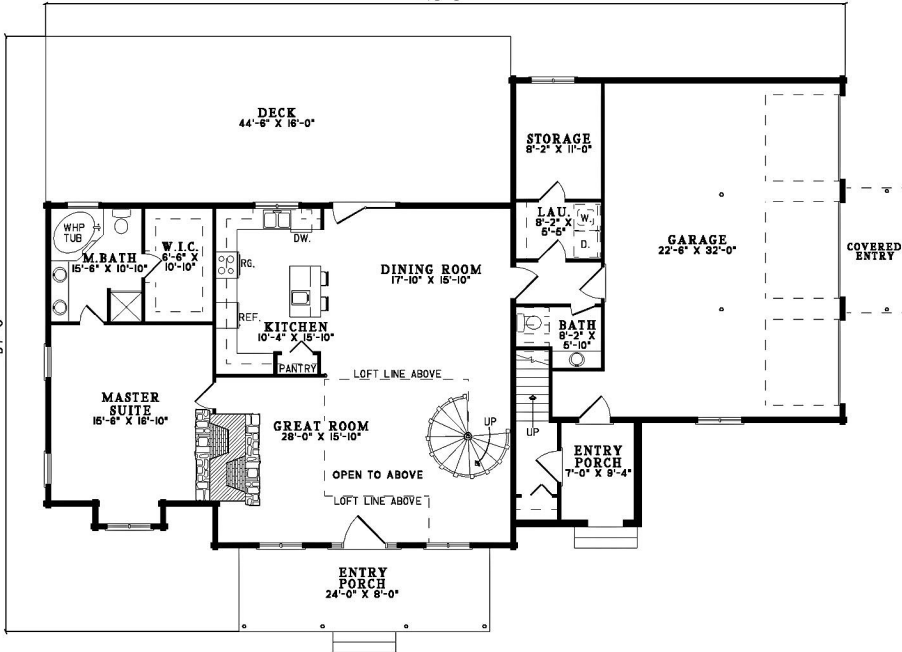 DECK
44'-6" X 16'-0"
STORAGE
8'-2" X 11'-0"
LAU.
8'-2" X
5'-5"
W.
D.
GARAGE
22'-6" X 32'-0"
COVERED
ENTRY
WHP
TUB
M.BATH
15'-6" X 10'-10"
W.I.C.
6'-6" X
10'-10"
DW.
RG.
REF.
KITCHEN
10'-4" X 15'-10"
PANTRY
DINING ROOM
17'-10" X 15'-10"
BATH
8'-2" X
5'-10"
LOFT LINE ABOVE
MASTER
SUITE
15'-6" X 16'-10"
GREAT ROOM
28'-0" X 15'-10"
UP
UP
OPEN TO ABOVE
LOFT LINE ABOVE
ENTRY
PORCH
7'-0" X 9'-4"
ENTRY
PORCH
24'-0" X 8'-0"